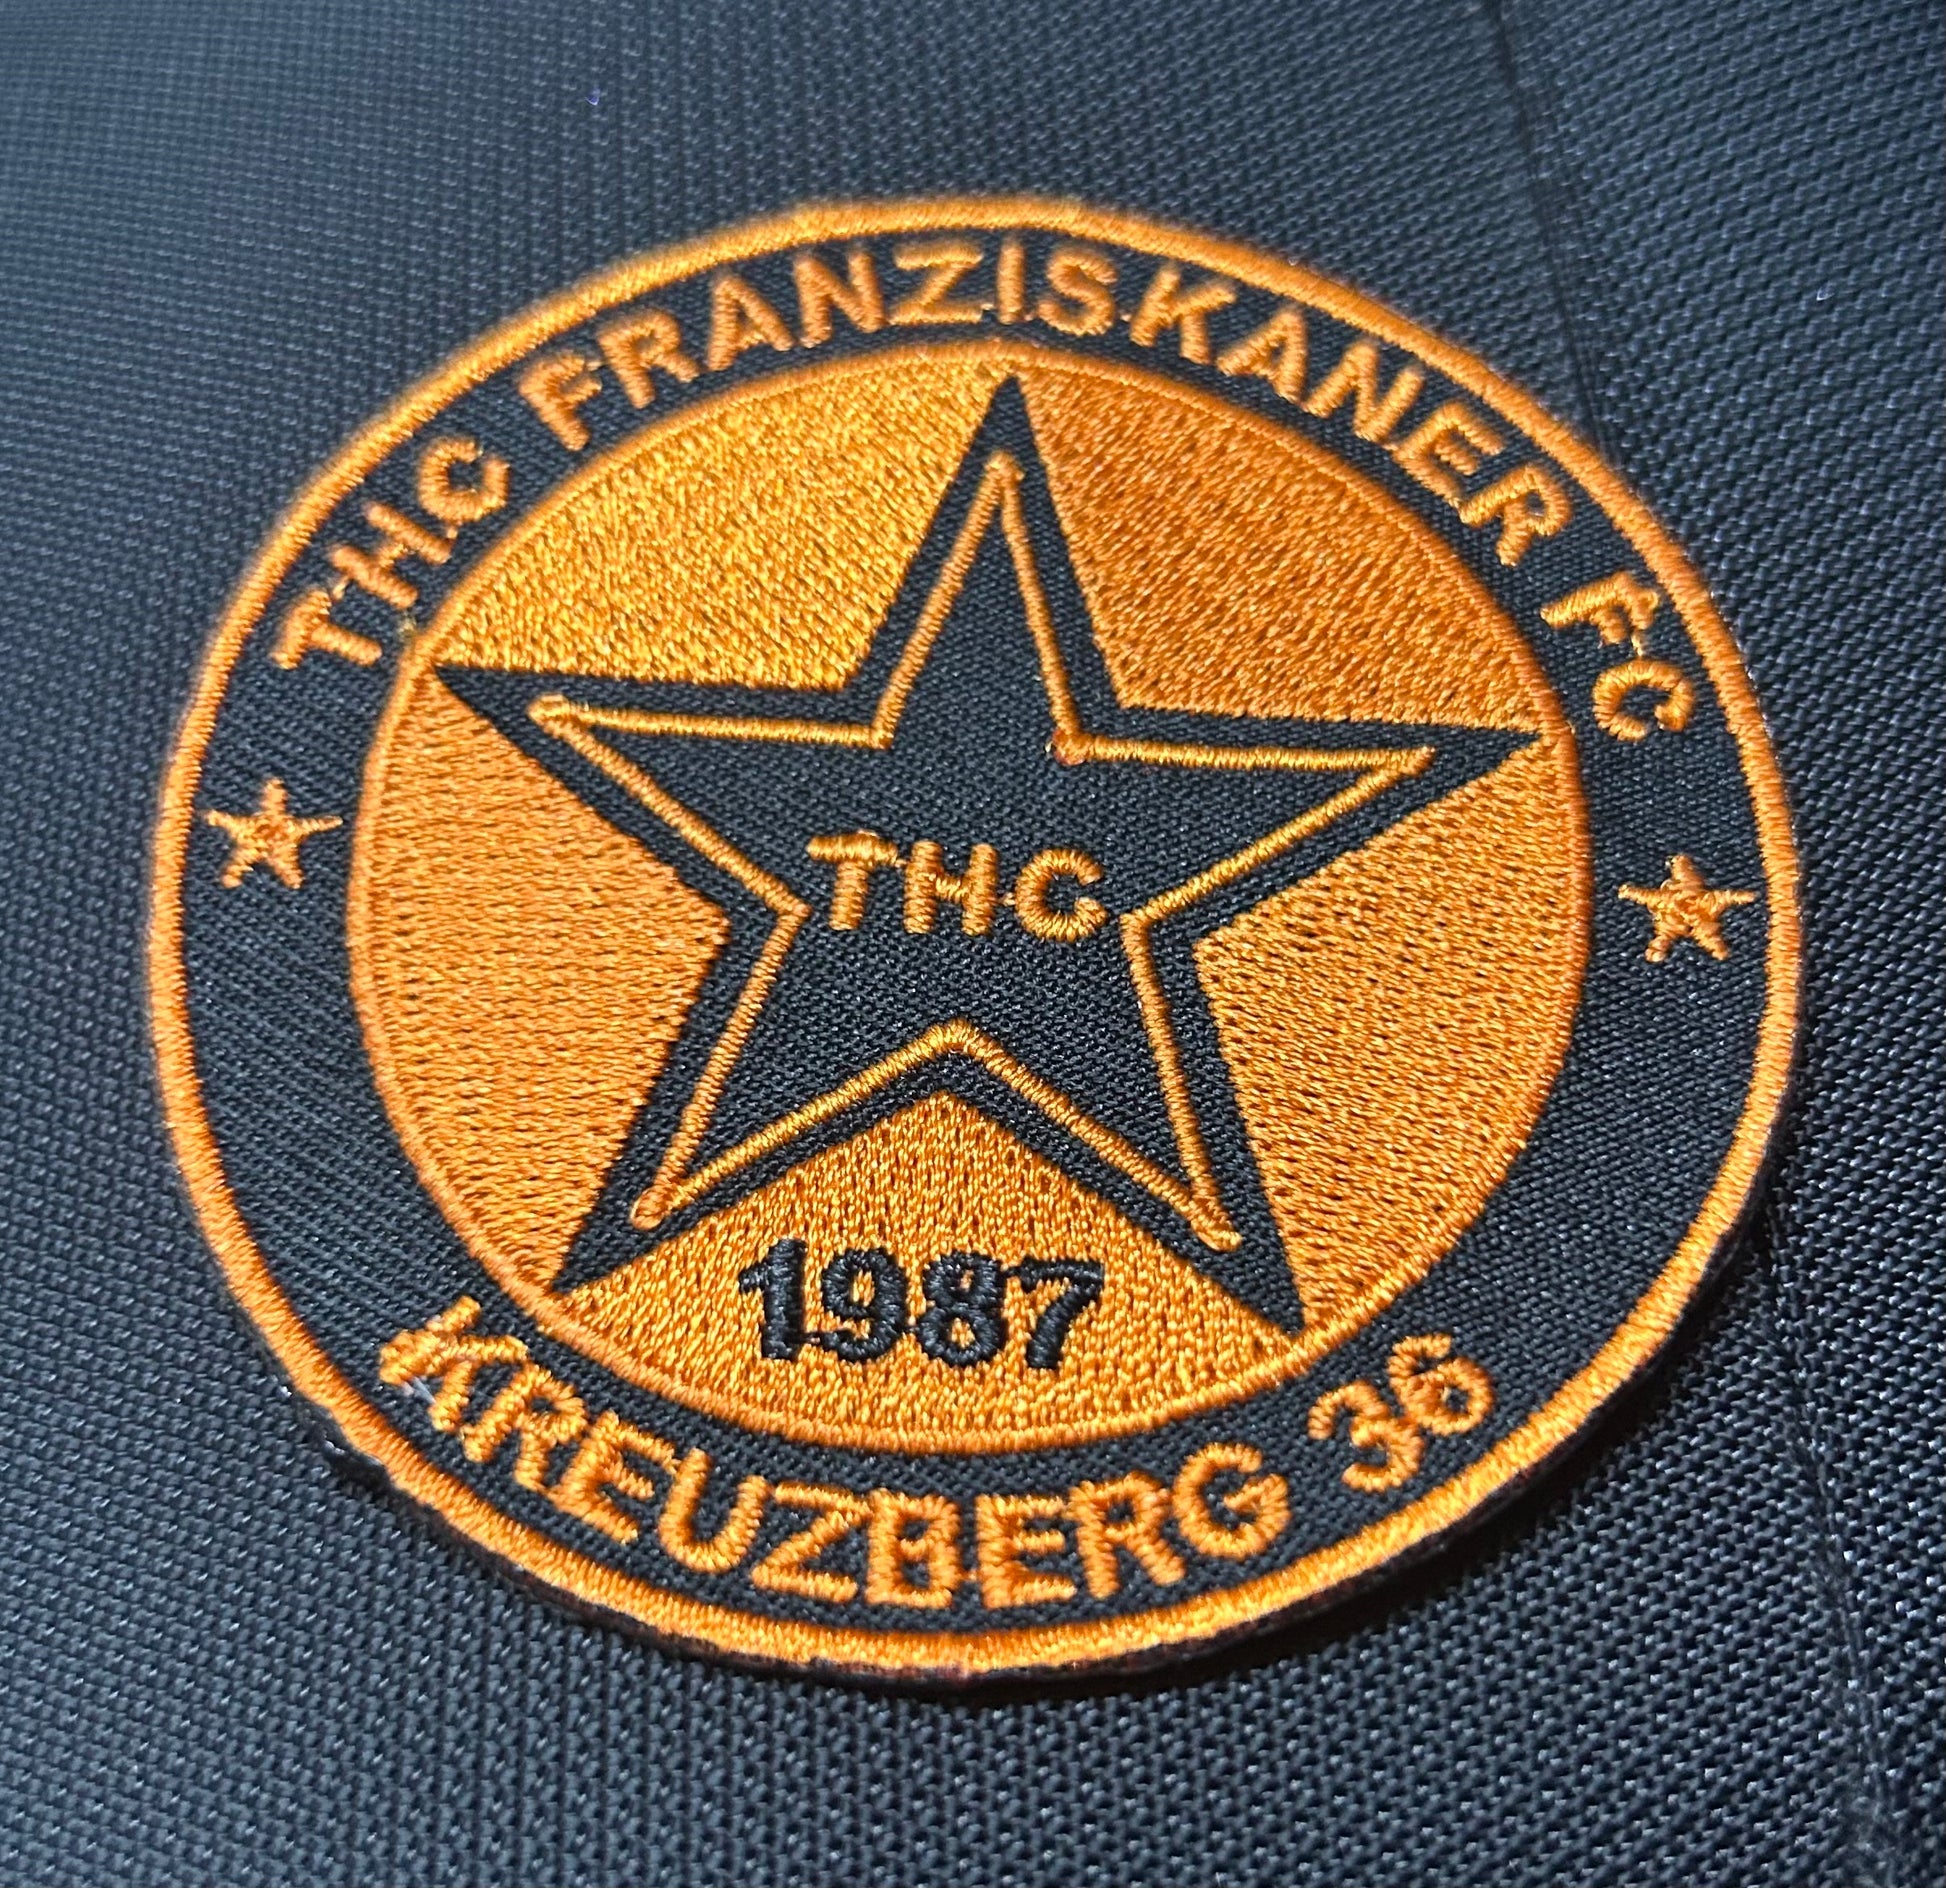 THC FRANZISKANER FC
THC
1987
KREUZBERG 36